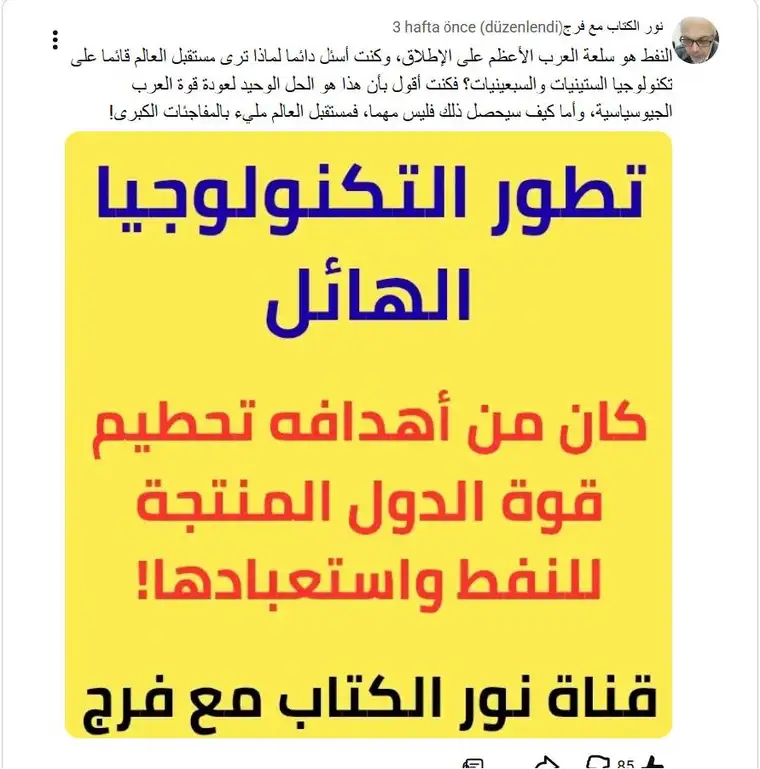 نور الكتاب مع فرج 3 hafta önce (düzenlendi)
النفط هو سلعة العرب الأعظم على الإطلاق، وكنت أسئل دائما لماذا ترى مستقبل العالم قائما على
تكنولوجيا الستينيات والسبعينيات؟ فكنت أقول بأن هذا هو الحل الوحيد لعودة قوة العرب
الجيوسياسية، وأما كيف سيحصل ذلك فليس مهما، فمستقبل العالم مليء بالمفاجئات الكبرى!
تطور التكنولوجيا
الهائل
كان من أهدافه تحطيم
قوة الدول المنتجة
للنفط واستعبادها!
قناة نور الكتاب مع فرج
85